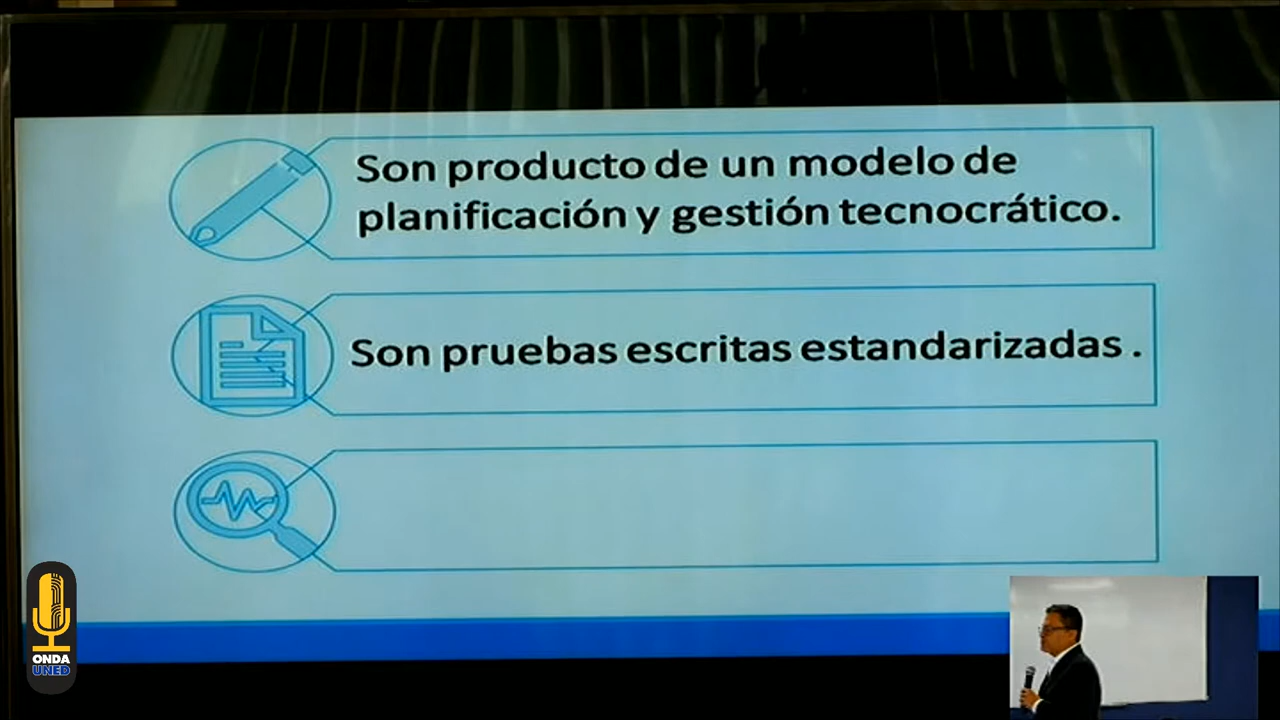 Son producto de un modelo de
planificación y gestión tecnocrático.
Son pruebas escritas estandarizadas .
ONDA
UNED